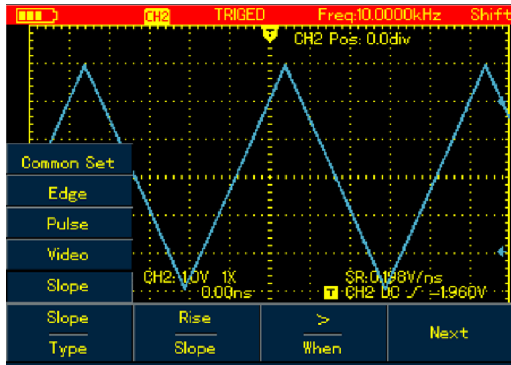 CH2 TRIGED Freq:10.0000kHz Shift
T
CH2 Pos: 0.0div
Common Set
Edge
Pulse
Video
Slope
CH2: 1.0V 1X
0.00ns
SR:0.198V/ns
T CH2 DC -1.960V
Slope Rise > Next
Type Slope When